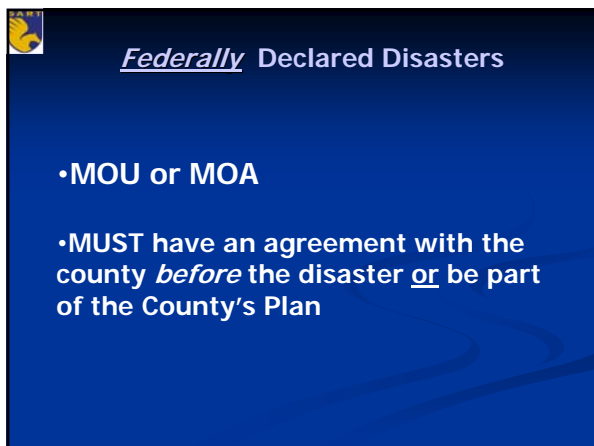 SART
Federally Declared Disasters
•MOU or MOA
•MUST have an agreement with the
county before the disaster or be part
of the County's Plan